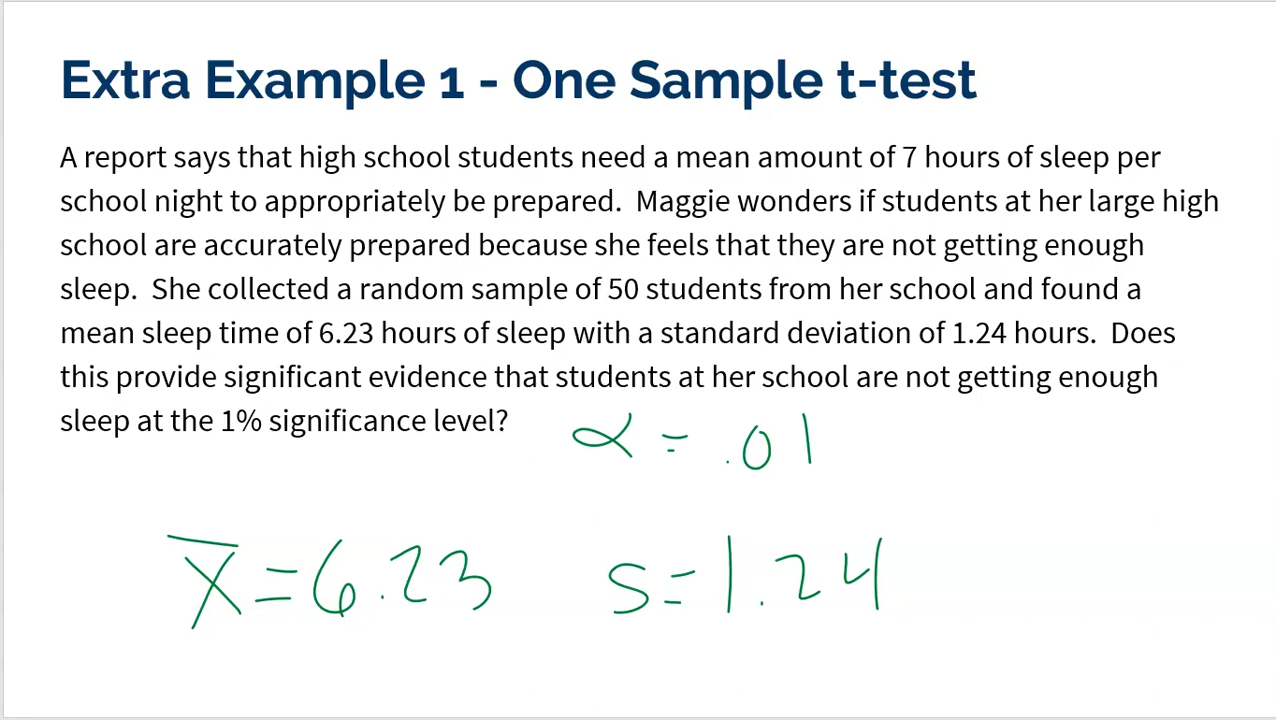 Extra Example 1 - One Sample t-test
A report says that high school students need a mean amount of 7 hours of sleep per
school night to appropriately be prepared.  Maggie wonders if students at her large high
school are accurately prepared because she feels that they are not getting enough
sleep.  She collected a random sample of 50 students from her school and found a
mean sleep time of 6.23 hours of sleep with a standard deviation of 1.24 hours.  Does
this provide significant evidence that students at her school are not getting enough
sleep at the 1% significance level?
α = .01
x̅ = 6.23 s = 1.24